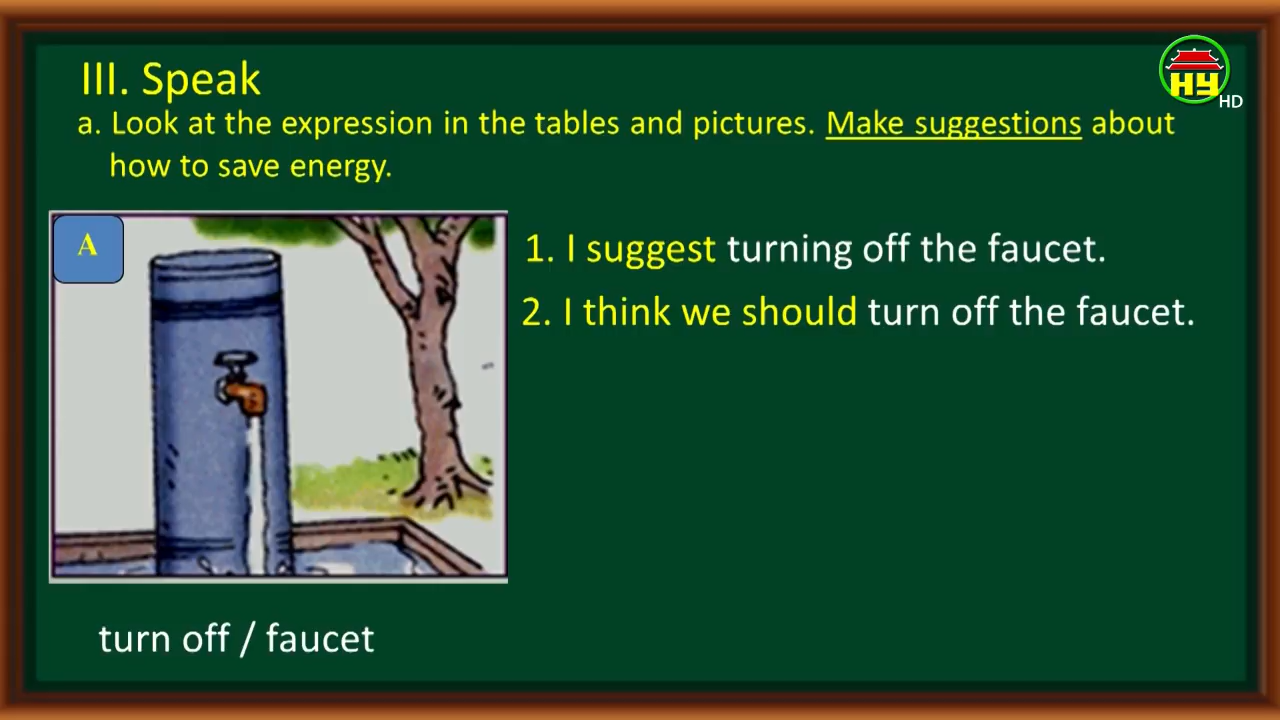 III. Speak
a. Look at the expression in the tables and pictures. Make suggestions about
how to save energy.
HY
HD
A
1. I suggest turning off the faucet.
2. I think we should turn off the faucet.
turn off / faucet